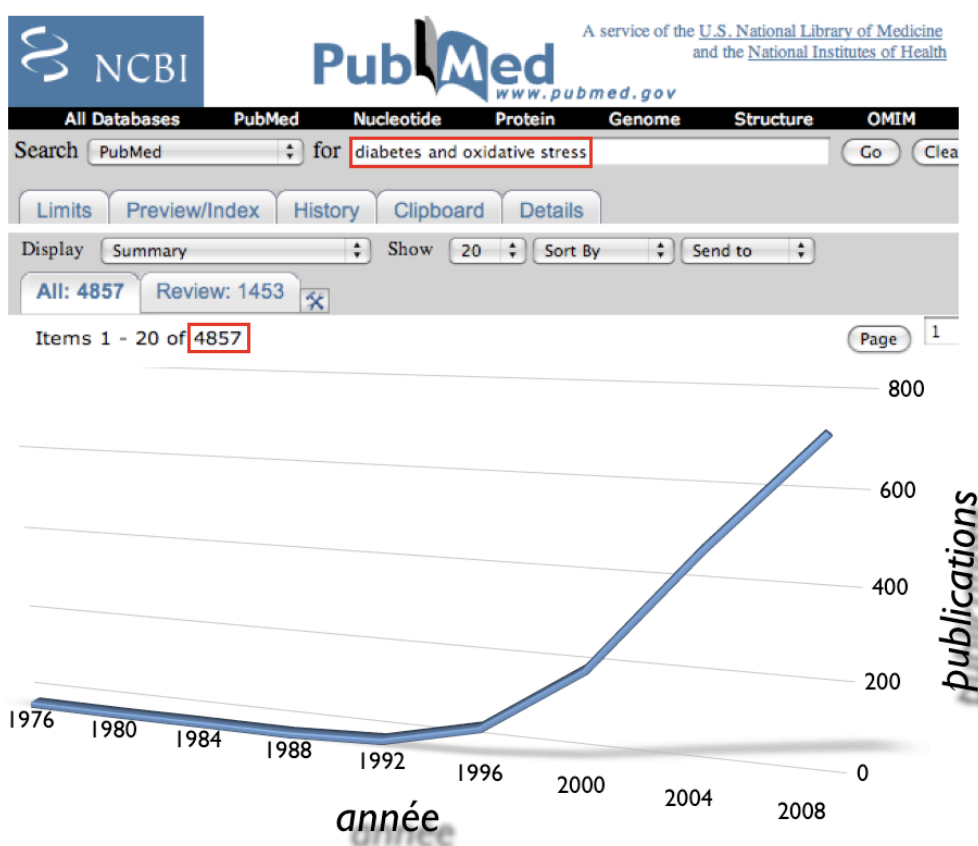 NCBI
PubMed
www.pubmed.gov
A service of the U.S. National Library of Medicine
and the National Institutes of Health
All Databases PubMed Nucleotide Protein Genome Structure OMIM
Search PubMed for diabetes and oxidative stress Go Clea
Limits Preview/Index History Clipboard Details
Display Summary Show 20 Sort By Send to
All: 4857 Review: 1453
Items 1 - 20 of 4857 Page 1
800
600
400
200
0
publications
1976 1980 1984 1988 1992 1996 2000 2004 2008
année